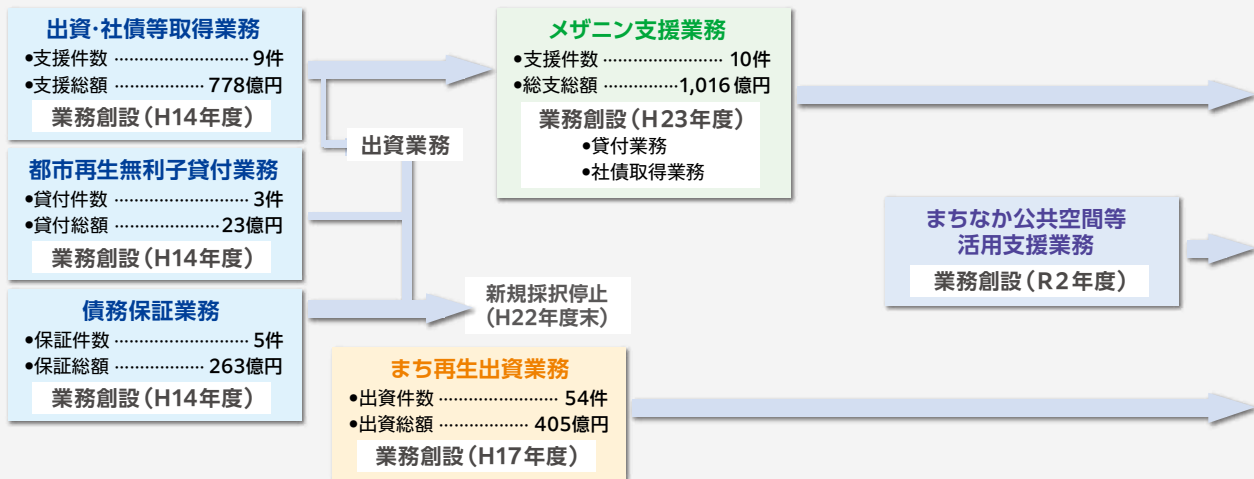 出資・社債等取得業務
•支援件数 ……………………… 9件
•支援総額 ……………… 778億円
業務創設（H14年度）
都市再生無利子貸付業務
•貸付件数 ……………………… 3件
•貸付総額 …………………23億円
業務創設（H14年度）
債務保証業務
•保証件数 ……………………… 5件
•保証総額 ……………… 263億円
業務創設（H14年度）
出資業務
新規採択停止
（H22年度末）
メザニン支援業務
•支援件数 …………………… 10件
•総支総額 ……………1,016億円
業務創設（H23年度）
•貸付業務
•社債取得業務
まち再生出資業務
•出資件数 …………………… 54件
•出資総額 ……………… 405億円
業務創設（H17年度）
まちなか公共空間等
活用支援業務
業務創設（R2年度）